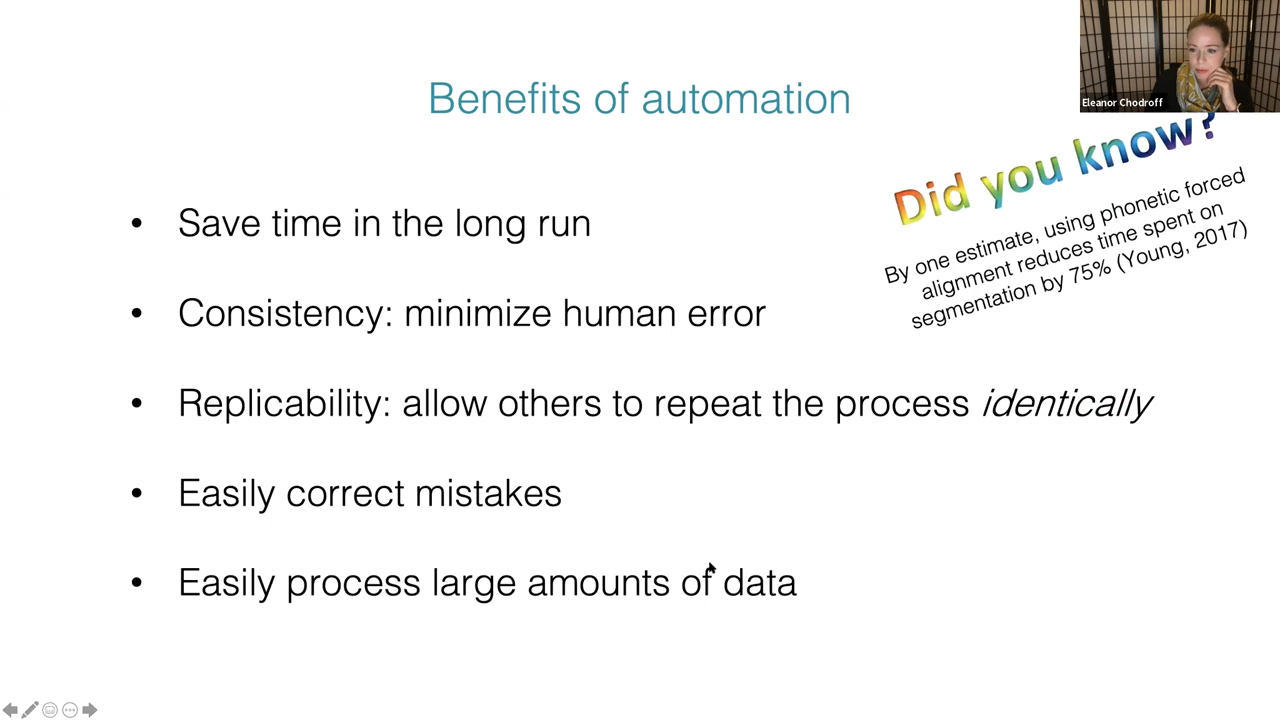 Benefits of automation
Eleanor Chodroff
Did you know?
By one estimate, using phonetic forced
alignment reduces time spent on
segmentation by 75% (Young, 2017)
• Save time in the long run
• Consistency: minimize human error
• Replicability: allow others to repeat the process identically
• Easily correct mistakes
• Easily process large amounts of data